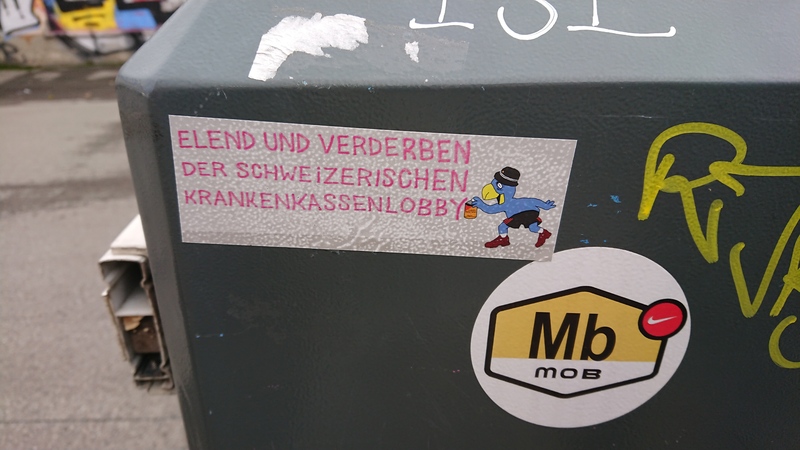 ELEND UND VERDERBEN
DER SCHWEIZERISCHEN
KRANKENKASSENLOBBY
Mb
MOB